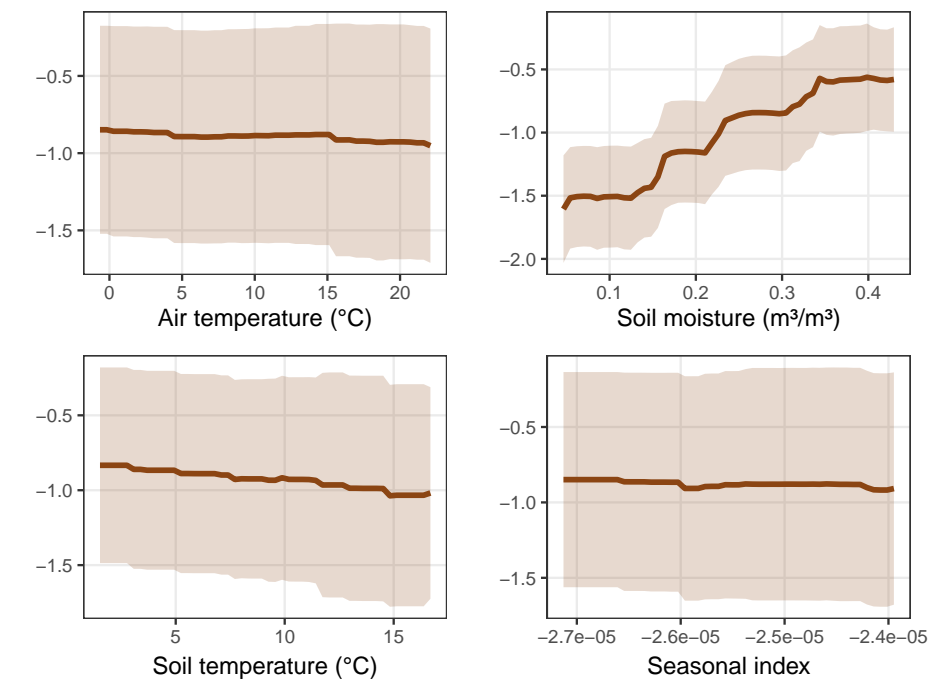 −0.5
−1.0
−1.5
0 5 10 15 20
Air temperature (°C)
−0.5
−1.0
−1.5
−2.0
0.1 0.2 0.3 0.4
Soil moisture (m³/m³)
−0.5
−1.0
−1.5
5 10 15
Soil temperature (°C)
−0.5
−1.0
−1.5
−2.7e−05 −2.6e−05 −2.5e−05 −2.4e−05
Seasonal index